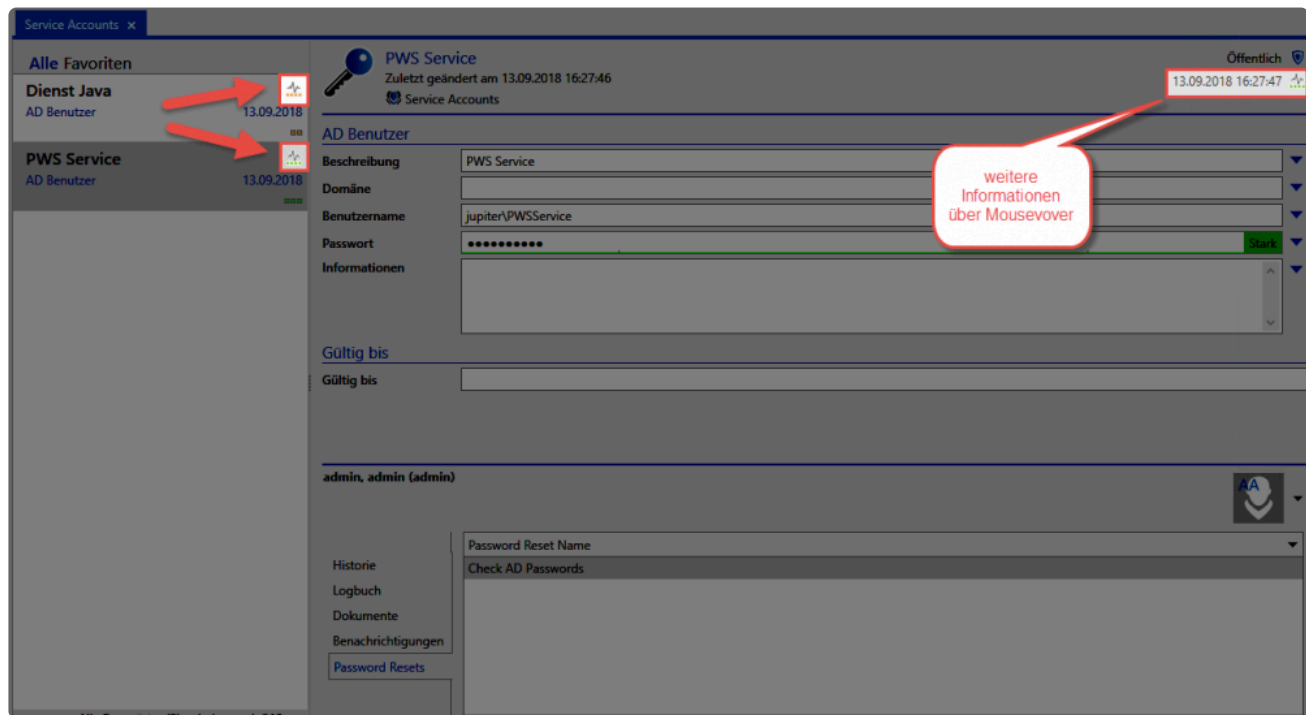 Service Accounts ×
Alle Favoriten
Dienst Java
AD Benutzer 13.09.2018
PWS Service
AD Benutzer 13.09.2018
PWS Service
Zuletzt geändert am 13.09.2018 16:27:46
Service Accounts
Öffentlich
13.09.2018 16:27:47
AD Benutzer
Beschreibung PWS Service
Domäne
Benutzername jupiter\PWSService
Passwort ●●●●●●●●●● Stark
Informationen
weitere
Informationen
über Mousevover
Gültig bis
Gültig bis
admin, admin (admin)
AA
Password Reset Name
Historie
Check AD Passwords
Logbuch
Dokumente
Benachrichtigungen
Password Resets